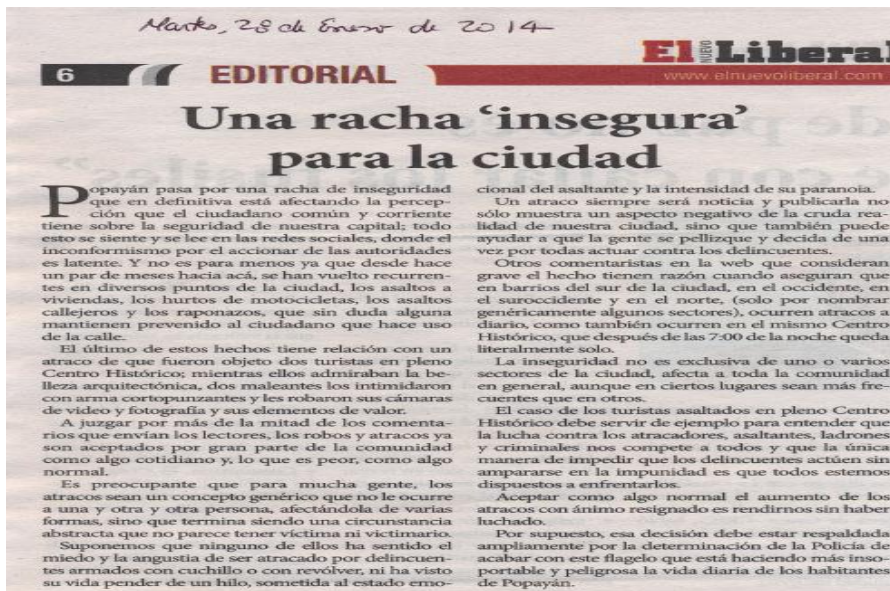 Martes, 28 de Enero de 2014
6 EDITORIAL
El NUEVO Liberal
www.elnuevoliberal.com
Una racha ‘insegura’
para la ciudad
Popayán pasa por una racha de inseguridad
que en definitiva está afectando la percep-
ción que el ciudadano común y corriente
tiene sobre la seguridad de nuestra capital; todo
esto se siente y se lee en las redes sociales, donde el
inconformismo por el accionar de las autoridades
es latente. Y no es para menos ya que desde hace
un par de meses hacia acá, se han vuelto recurren-
tes en diversos puntos de la ciudad, los asaltos a
viviendas, los hurtos de motocicletas, los asaltos
callejeros y los raponazos, que sin duda alguna
mantienen prevenido al ciudadano que hace uso
de la calle.
El último de estos hechos tiene relación con un
atraco de que fueron objeto dos turistas en pleno
Centro Histórico; mientras ellos admiraban la be-
lleza arquitectónica, dos maleantes los intimidaron
con arma cortopunzantes y les robaron sus cámaras
de video y fotografía y sus elementos de valor.
A juzgar por más de la mitad de los comenta-
rios que envían los lectores, los robos y atracos ya
son aceptados por gran parte de la comunidad
como algo cotidiano y, lo que es peor, como algo
normal.
Es preocupante que para mucha gente, los
atracos sean un concepto genérico que no le ocurre
a una y otra y otra persona, afectándola de varias
formas, sino que termina siendo una circunstancia
abstracta que no parece tener víctima ni victimario.
Suponemos que ninguno de ellos ha sentido el
miedo y la angustia de ser atracado por delincuen-
tes armados con cuchillo o con revólver, ni ha visto
su vida pender de un hilo, sometida al estado emo-
cional del asaltante y la intensidad de su paranoia.
Un atraco siempre será noticia y publicarla no
sólo muestra un aspecto negativo de la cruda rea-
lidad de nuestra ciudad, sino que también puede
ayudar a que la gente se pellizque y decida de una
vez por todas actuar contra los delincuentes.
Otros comentaristas en la web que consideran
grave el hecho tienen razón cuando aseguran que
en barrios del sur de la ciudad, en el occidente, en
el suroccidente y en el norte, (solo por nombrar
genéricamente algunos sectores), ocurren atracos a
diario, como también ocurren en el mismo Centro
Histórico, que después de las 7:00 de la noche queda
literalmente solo.
La inseguridad no es exclusiva de uno o varios
sectores de la ciudad, afecta a toda la comunidad
en general, aunque en ciertos lugares sean más fre-
cuentes que en otros.
El caso de los turistas asaltados en pleno Centro
Histórico debe servir de ejemplo para entender que
la lucha contra los atracadores, asaltantes, ladrones
y criminales nos compete a todos y que la única
manera de impedir que los delincuentes actúen sin
ampararse en la impunidad es que todos estemos
dispuestos a enfrentarlos.
Aceptar como algo normal el aumento de los
atracos con ánimo resignado es rendirnos sin haber
luchado.
Por supuesto, esa decisión debe estar respaldada
ampliamente por la determinación de la Policía de
acabar con este flagelo que está haciendo más inso-
portable y peligrosa la vida diaria de los habitantes
de Popayán.